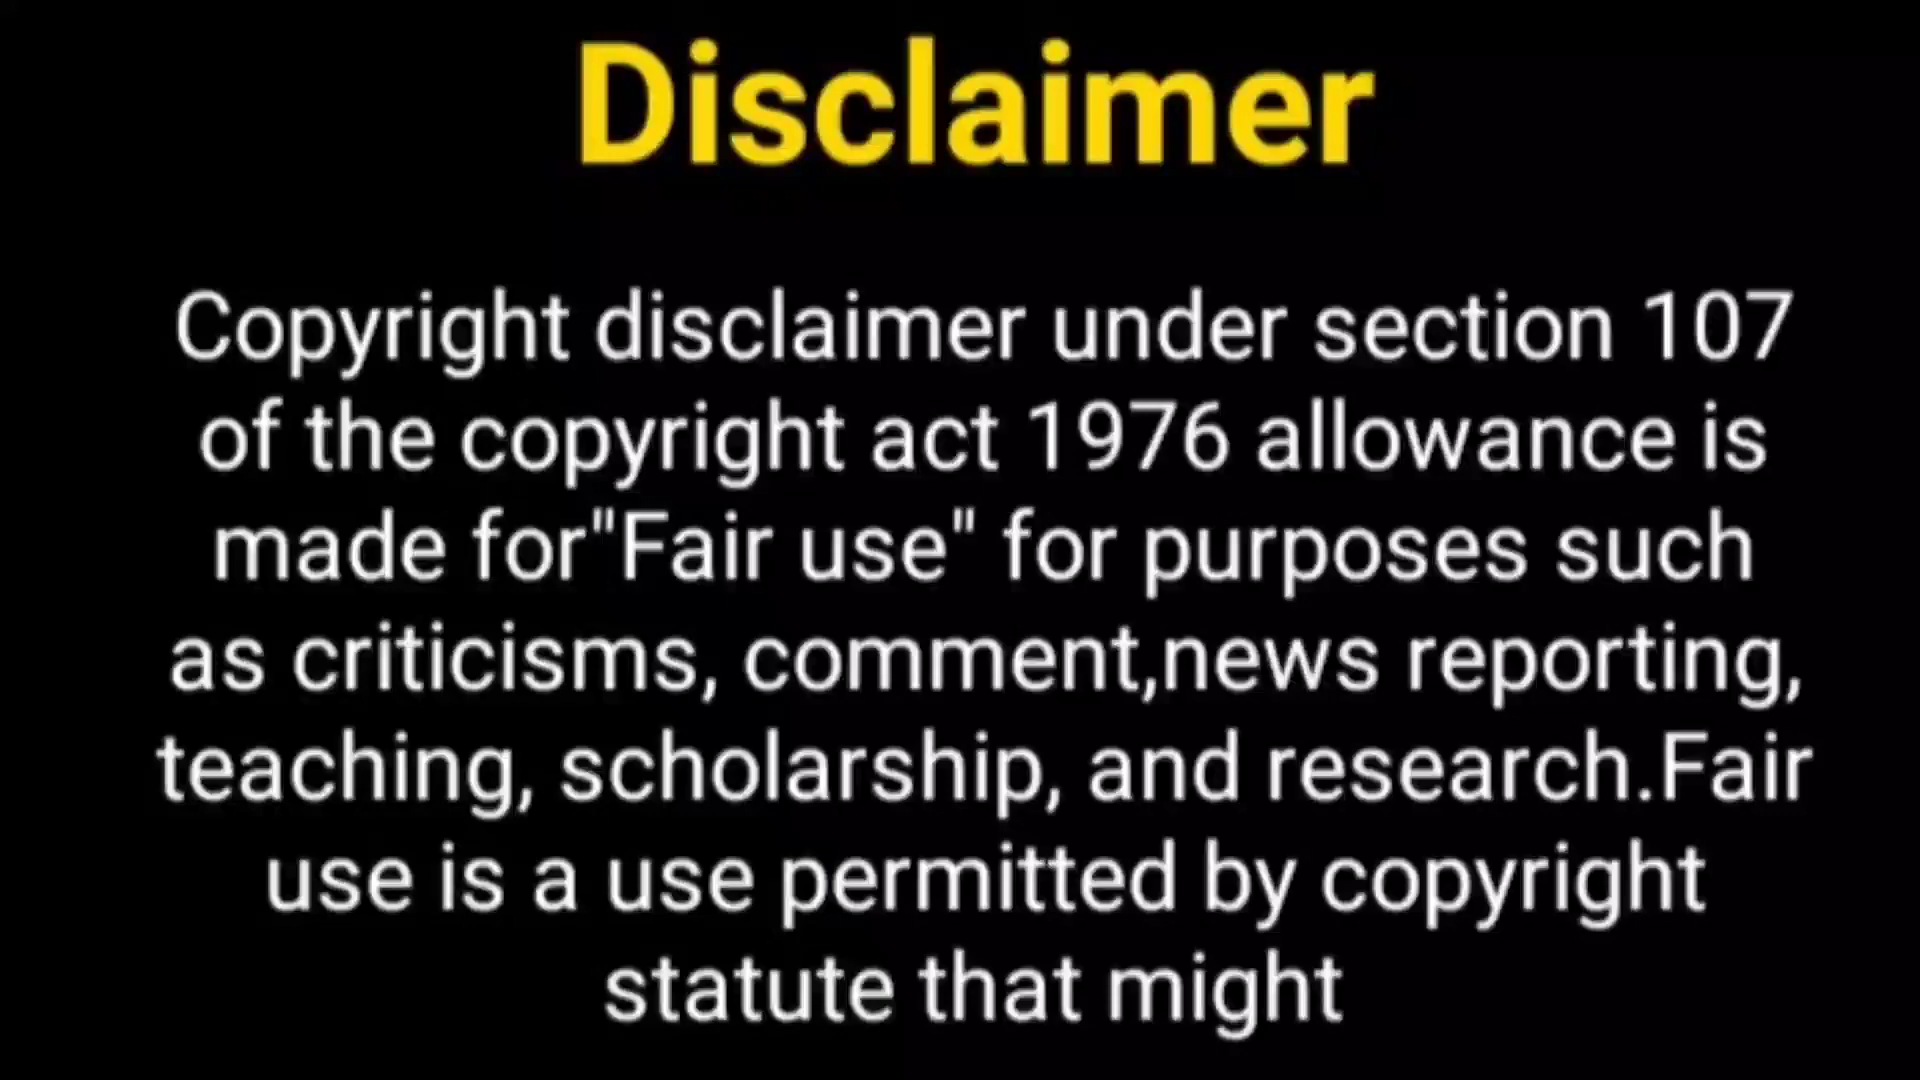 Disclaimer
Copyright disclaimer under section 107
of the copyright act 1976 allowance is
made for"Fair use" for purposes such
as criticisms, comment,news reporting,
teaching, scholarship, and research.Fair
use is a use permitted by copyright
statute that might